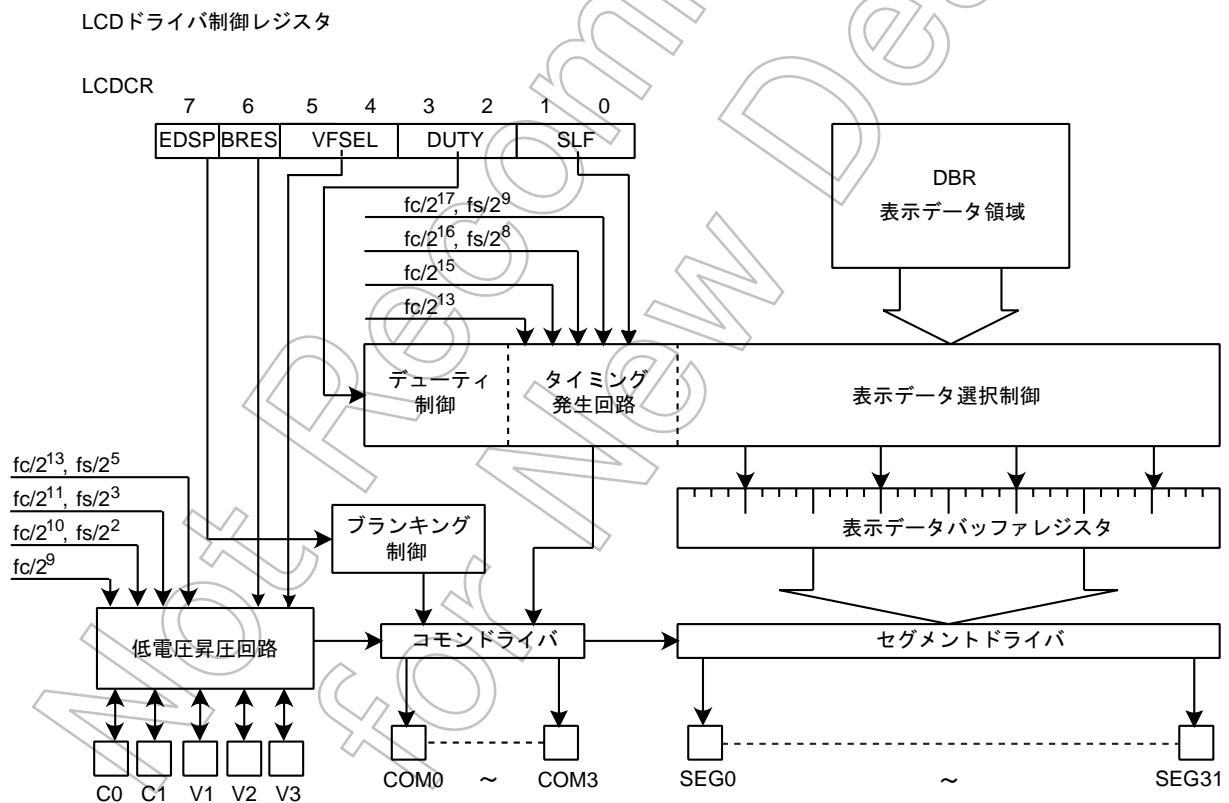 LCDドライバ制御レジスタ
LCDCR
7 6 5 4 3 2 1 0
EDSP BRES VFSEL DUTY SLF
DBR
表示データ領域
fc/2^17, fs/2^9
fc/2^16, fs/2^8
fc/2^15
fc/2^13
デューティ
制御
タイミング
発生回路
表示データ選択制御
fc/2^13, fs/2^5
fc/2^11, fs/2^3
fc/2^10, fs/2^2
fc/2^9
ブランキング
制御
表示データバッファレジスタ
低電圧昇圧回路
コモンドライバ
セグメントドライバ
C0 C1 V1 V2 V3
COM0 ~ COM3
SEG0 ~ SEG31
Not Recom
for New De